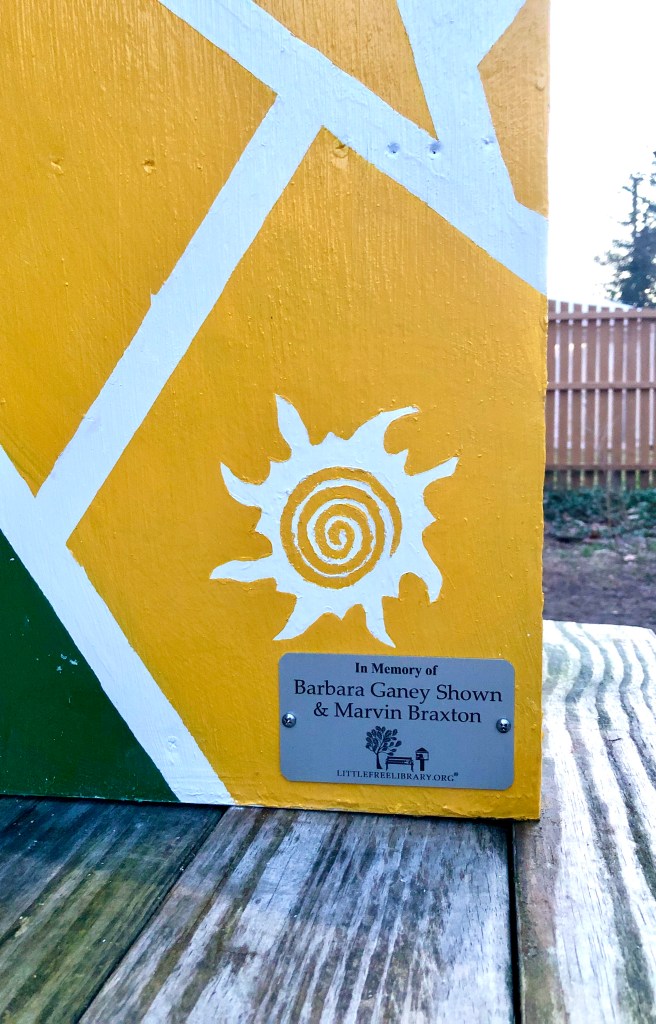 In Memory of
Barbara Ganey Shown
& Marvin Braxton
LITTLEFREELIBRARY.ORG®